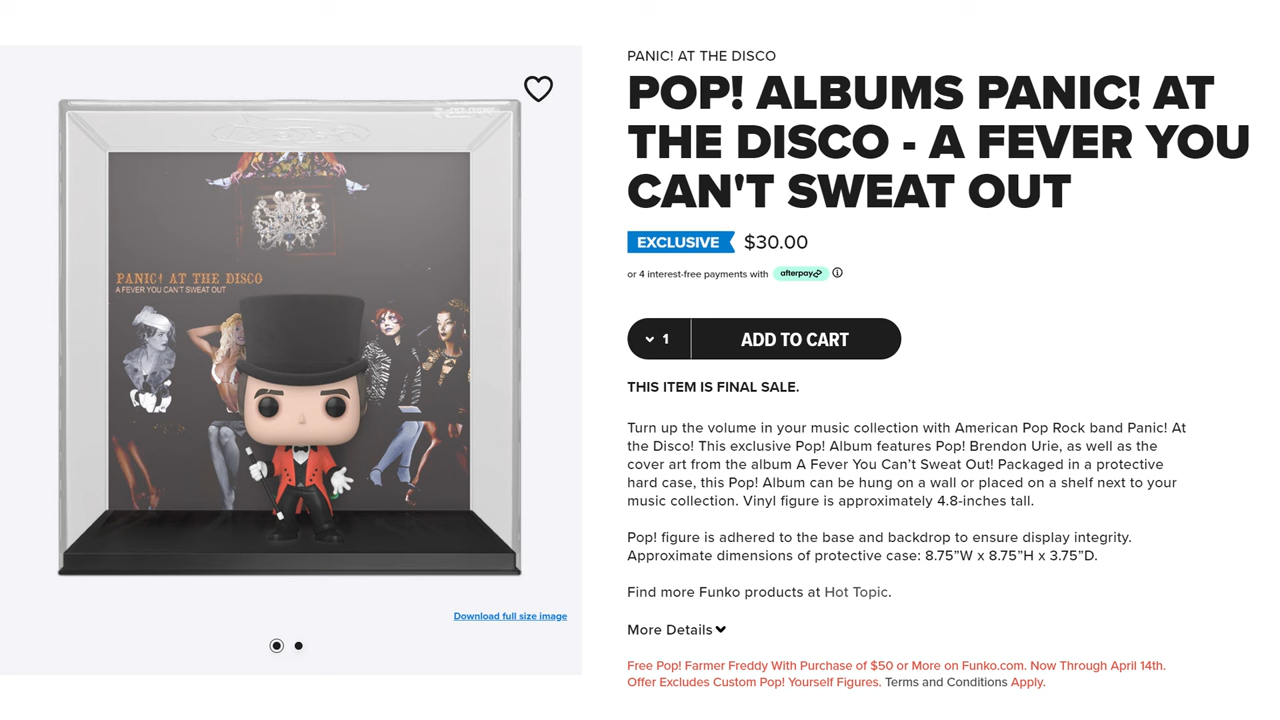 PANIC! AT THE DISCO
POP! ALBUMS PANIC! AT
THE DISCO - A FEVER YOU
CAN'T SWEAT OUT
EXCLUSIVE $30.00
or 4 interest-free payments with afterpay
1 ADD TO CART
THIS ITEM IS FINAL SALE.
Turn up the volume in your music collection with American Pop Rock band Panic! At
the Disco! This exclusive Pop! Album features Pop! Brendon Urie, as well as the
cover art from the album A Fever You Can’t Sweat Out! Packaged in a protective
hard case, this Pop! Album can be hung on a wall or placed on a shelf next to your
music collection. Vinyl figure is approximately 4.8-inches tall.
Pop! figure is adhered to the base and backdrop to ensure display integrity.
Approximate dimensions of protective case: 8.75”W x 8.75”H x 3.75”D.
Find more Funko products at Hot Topic.
More Details
Free Pop! Farmer Freddy With Purchase of $50 or More on Funko.com. Now Through April 14th.
Offer Excludes Custom Pop! Yourself Figures. Terms and Conditions Apply.
PANIC! AT THE DISCO
A FEVER YOU CAN'T SWEAT OUT
Download full size image